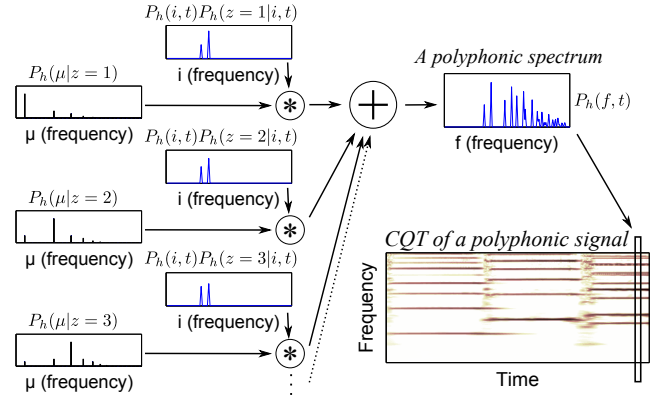 P_h(i, t)P_h(z = 1|i, t)
i (frequency)
P_h(μ|z = 1)
μ (frequency)
*
+
A polyphonic spectrum
P_h(f, t)
f (frequency)
P_h(i, t)P_h(z = 2|i, t)
i (frequency)
P_h(μ|z = 2)
μ (frequency)
*
P_h(i, t)P_h(z = 3|i, t)
i (frequency)
P_h(μ|z = 3)
μ (frequency)
*
CQT of a polyphonic signal
Frequency
Time